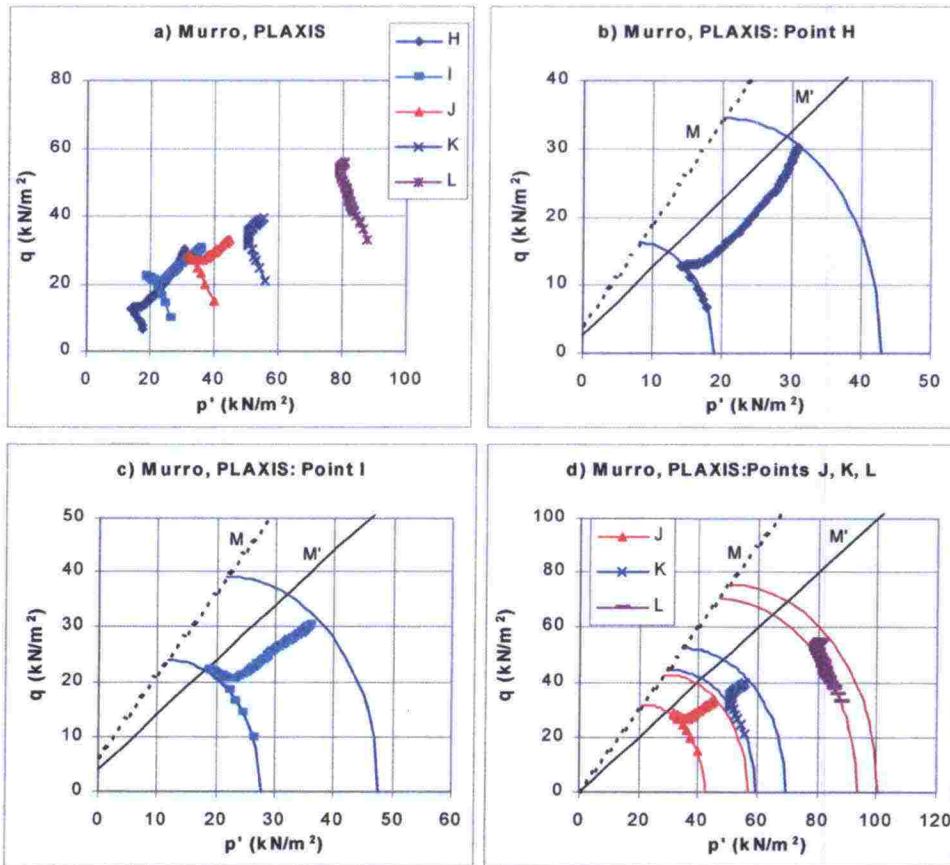 a) Murro, PLAXIS
H
I
J
K
L
80
60
40
20
0
q (kN/m²)
0 20 40 60 80 100
p' (kN/m²)
b) Murro, PLAXIS: Point H
M
M'
40
30
20
10
0
q (kN/m²)
0 10 20 30 40 50
p' (kN/m²)
c) Murro, PLAXIS: Point I
M
M'
50
40
30
20
10
0
q (kN/m²)
0 10 20 30 40 50 60
p' (kN/m²)
d) Murro, PLAXIS:Points J, K, L
J
K
L
M
M'
100
80
60
40
20
0
q (kN/m²)
0 20 40 60 80 100 120
p' (kN/m²)